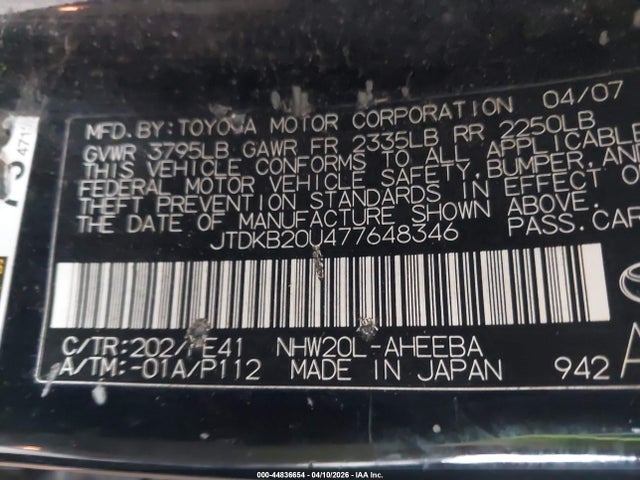 MFD.BY:TOYOTA MOTOR CORPORATION 04/07
GVWR 3795LB GAWR FR 2335LB RR 2250LB
THIS VEHICLE CONFORMS TO ALL APPLICABLE
FEDERAL MOTOR VEHICLE SAFETY,BUMPER,AND
THEFT PREVENTION STANDARDS IN EFFECT O
THE DATE OF MANUFACTURE SHOWN ABOVE.
JTDKB20U477648346 PASS.CAR
C/TR:202/FE41 NHW20L-AHEEBA
A/TM:-01A/P112 MADE IN JAPAN 942
000-44836654 - 04/10/2026 - IAA Inc.